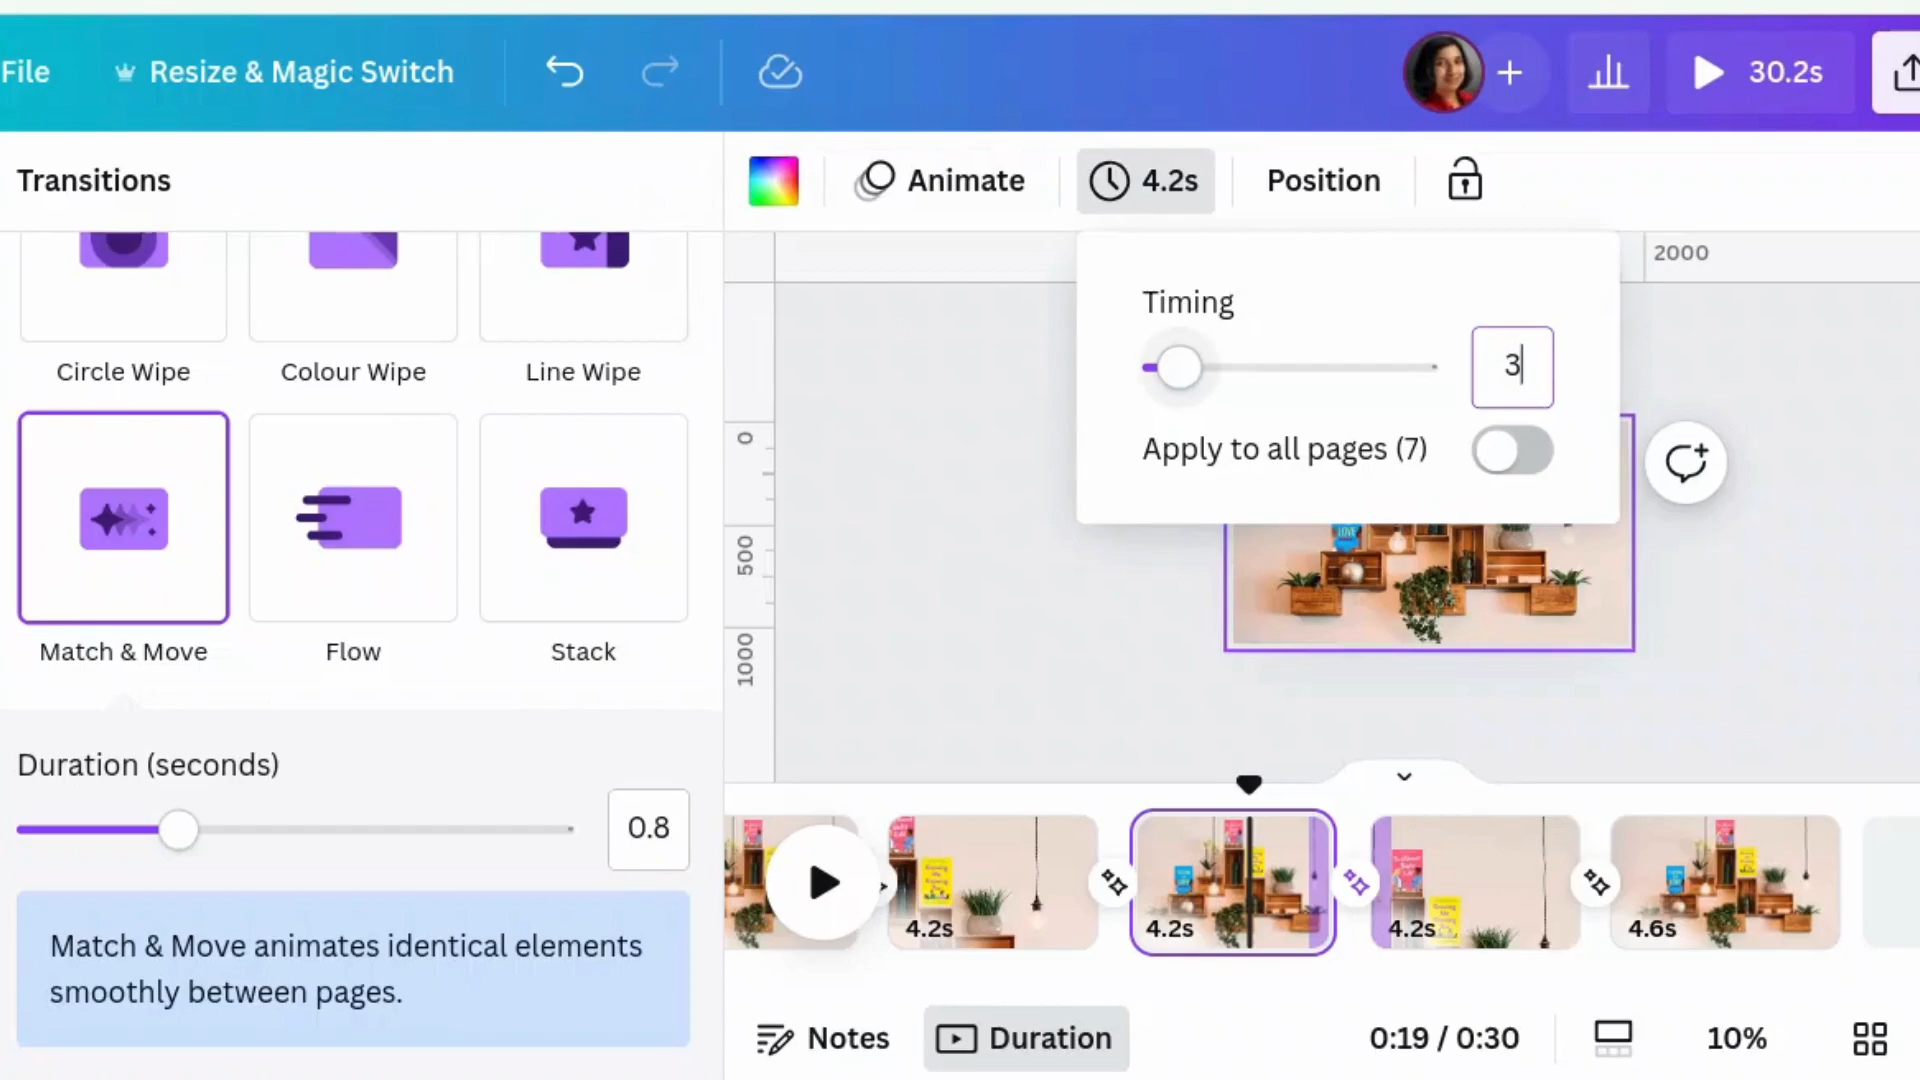 File
Resize & Magic Switch
30.2s
Transitions
Animate
4.2s
Position
2000
Timing
3
Apply to all pages (7)
Circle Wipe
Colour Wipe
Line Wipe
Match & Move
Flow
Stack
0
500
1000
LOVE
Duration (seconds)
0.8
Match & Move animates identical elements
smoothly between pages.
4.2s
4.2s
4.2s
4.6s
Notes
Duration
0:19 / 0:30
10%